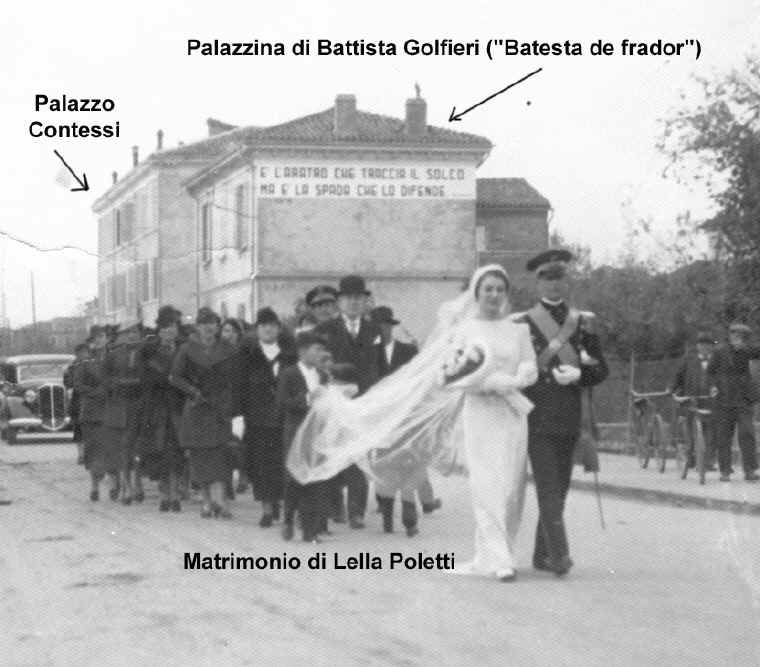 Palazzina di Battista Golfieri ("Batesta de frador")
Palazzo
Contessi
E L'ARATRO CHE TRACCIA IL SOLCO
MA E LA SPADA CHE LO DIFENDE
Matrimonio di Lella Poletti